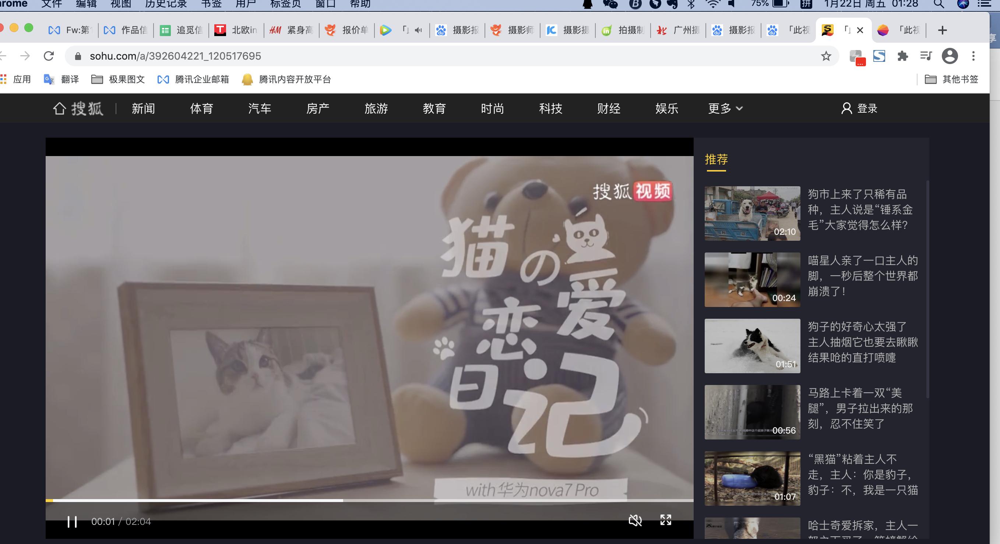 hrome 文件 编辑 视图 历史记录 书签 用户 标签页 窗口 帮助 75% 拼 1月22日 周五 01:28
Fw:第 作品信 追觅信 北欧in 紧身高 报价单 「 摄影报 摄影师 摄影摄 拍摄制 广州摄 摄影报 「此视 「 「此视
享
sohu.com/a/392604221_120517695
应用 翻译 极果图文 腾讯企业邮箱 腾讯内容开放平台 其他书签
搜狐 新闻 体育 汽车 房产 旅游 教育 时尚 科技 财经 娱乐 更多 登录
搜狐视频
猫の
爱
恋
日记
with华为nova7 Pro
00:01 / 02:04
推荐
狗市上来了只稀有品
种，主人说是“锤系金
毛”大家觉得怎么样？
02:10
喵星人亲了一口主人的
脚，一秒后整个世界都
崩溃了！
00:24
狗子的好奇心太强了
主人抽烟它也要去瞅瞅
结果呛的直打喷嚏
01:51
马路上卡着一双“美
腿”，男子拉出来的那
刻，忍不住笑了
00:56
“黑猫”粘着主人不
走，主人：你是豹子，
豹子：不，我是一只猫
01:07
哈士奇爱拆家，主人一